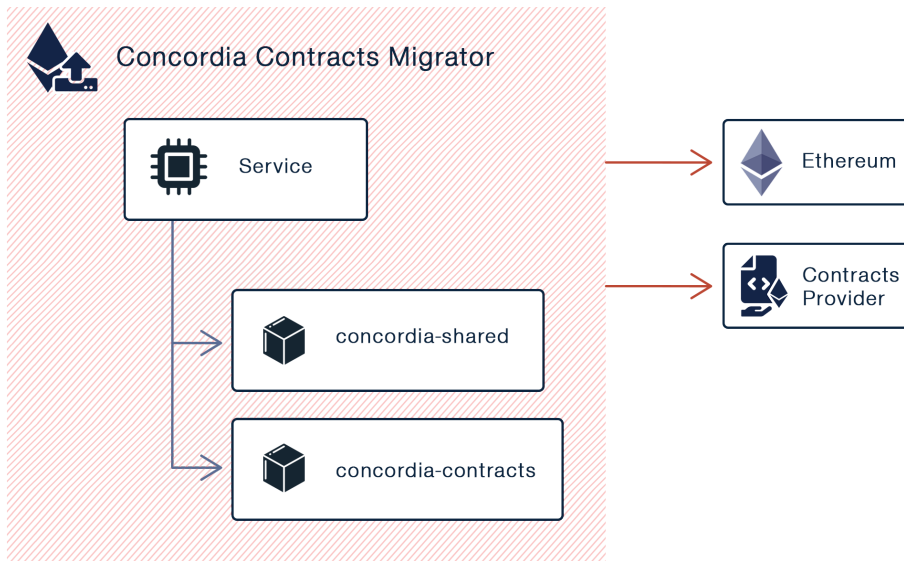 Concordia Contracts Migrator
Service
concordia-shared
concordia-contracts
Ethereum
Contracts
Provider